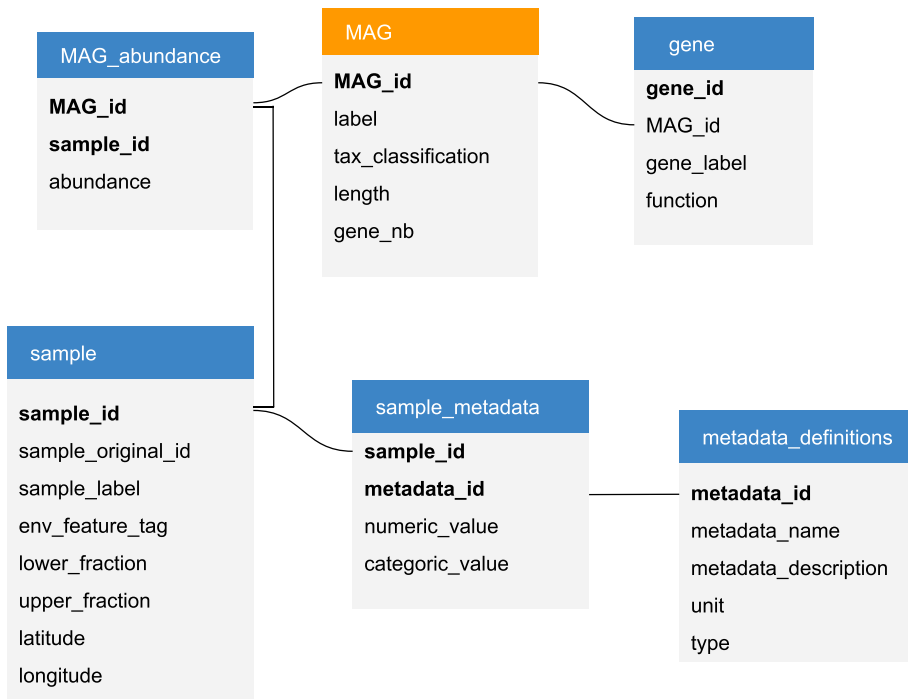 MAG_abundance
MAG_id
sample_id
abundance
MAG
MAG_id
label
tax_classification
length
gene_nb
gene
gene_id
MAG_id
gene_label
function
sample
sample_id
sample_original_id
sample_label
env_feature_tag
lower_fraction
upper_fraction
latitude
longitude
sample_metadata
sample_id
metadata_id
numeric_value
categoric_value
metadata_definitions
metadata_id
metadata_name
metadata_description
unit
type